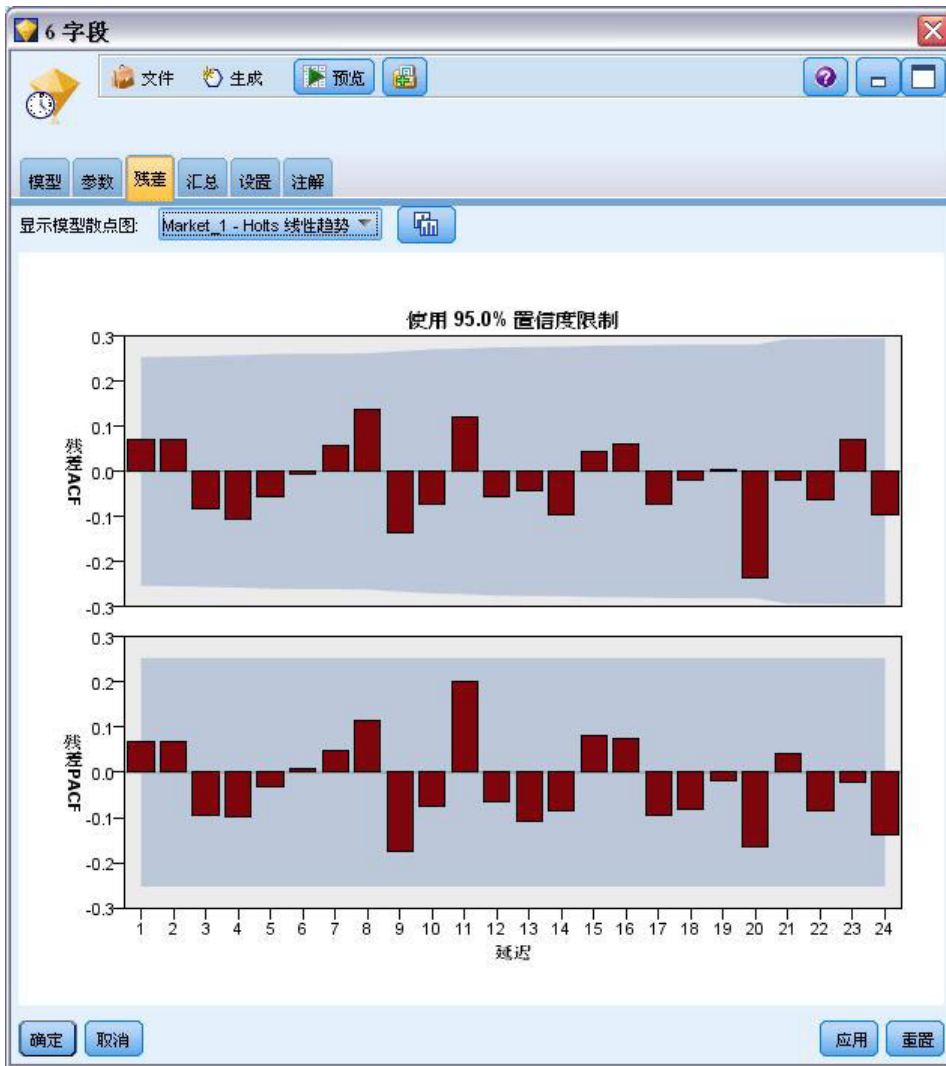 6 字段
文件 生成 预览
模型 参数 残差 汇总 设置 注解
显示模型散点图: Market_1 - Holts 线性趋势
使用 95.0% 置信度限制
残差ACF
0.3
0.2
0.1
0.0
-0.1
-0.2
-0.3
残差PACF
0.3
0.2
0.1
0.0
-0.1
-0.2
-0.3
1 2 3 4 5 6 7 8 9 10 11 12 13 14 15 16 17 18 19 20 21 22 23 24
延迟
确定 取消 应用 重置